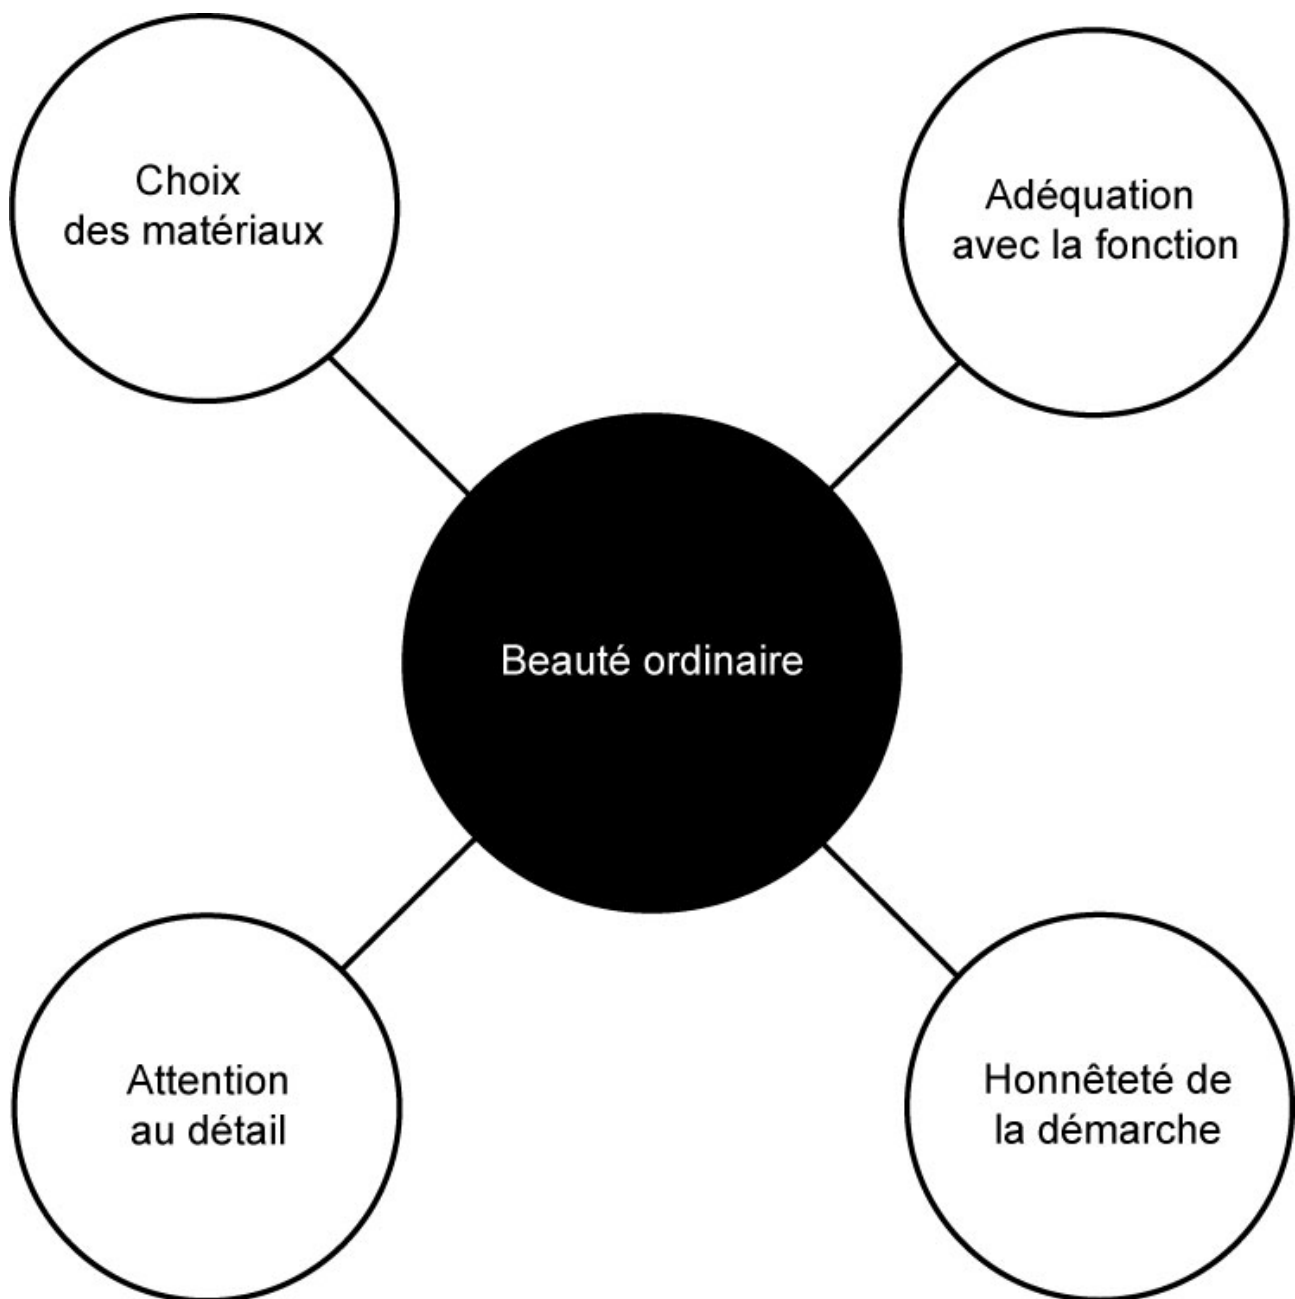 Choix
des matériaux
Adéquation
avec la fonction
Beauté ordinaire
Attention
au détail
Honnêteté de
la démarche